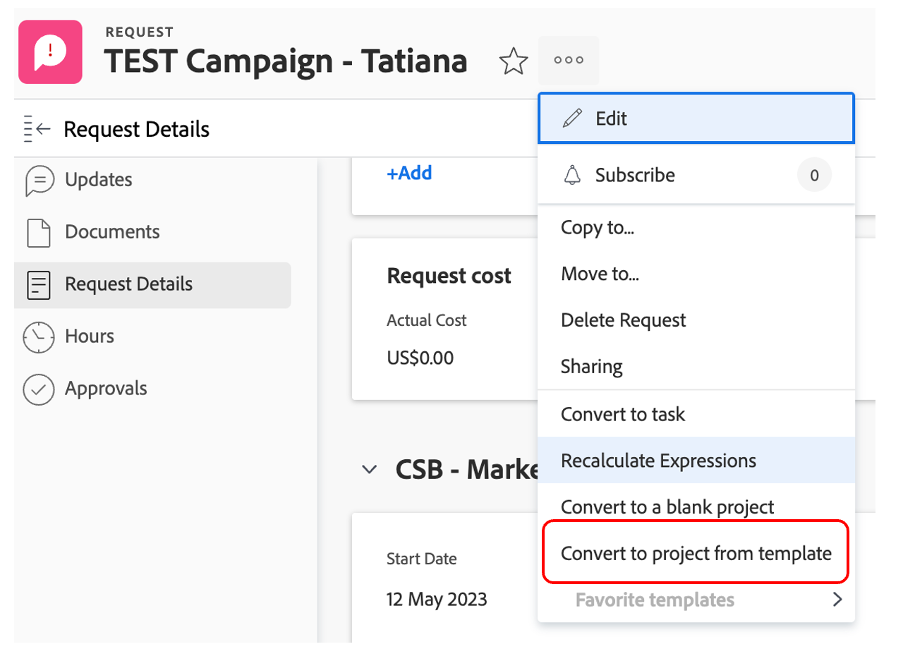 REQUEST
TEST Campaign - Tatiana
Request Details
Updates
Documents
Request Details
Hours
Approvals
+Add
Request cost
Actual Cost
US$0.00
CSB - Marke
Start Date
12 May 2023
Edit
Subscribe 0
Copy to...
Move to...
Delete Request
Sharing
Convert to task
Recalculate Expressions
Convert to a blank project
Convert to project from template
Favorite templates